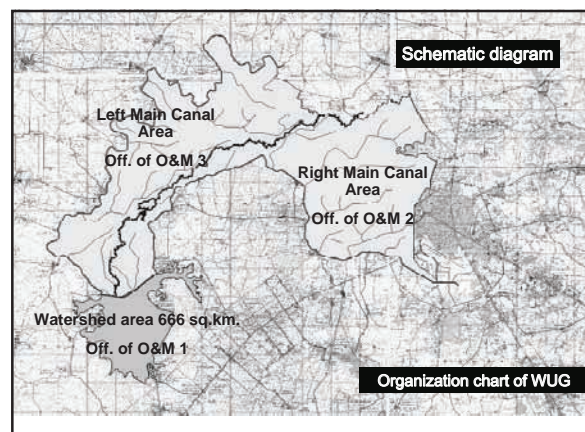 Schematic diagram
Left Main Canal
Area
Off. of O&M 3
Right Main Canal
Area
Off. of O&M 2
Watershed area 666 sq.km.
Off. of O&M 1
Organization chart of WUG